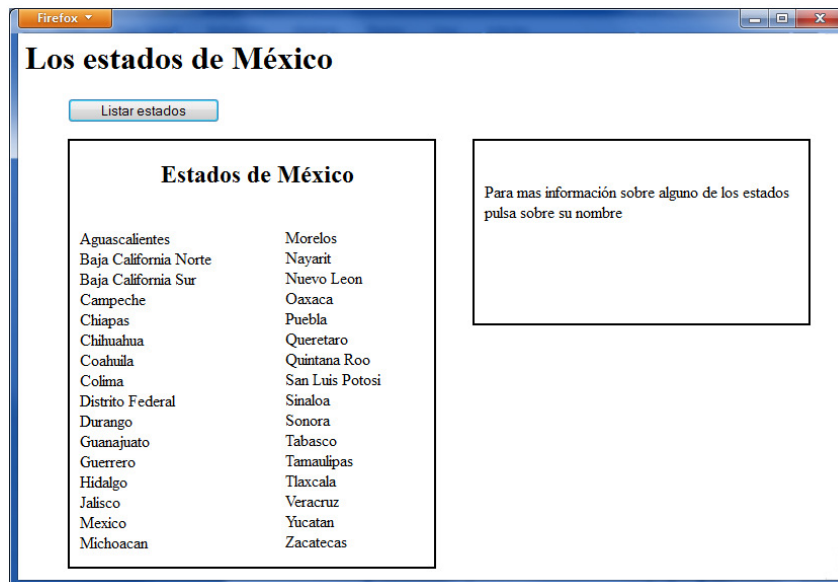 Firefox
Los estados de México
Listar estados
Estados de México
Aguascalientes
Baja California Norte
Baja California Sur
Campeche
Chiapas
Chihuahua
Coahuila
Colima
Distrito Federal
Durango
Guanajuato
Guerrero
Hidalgo
Jalisco
Mexico
Michoacan
Morelos
Nayarit
Nuevo Leon
Oaxaca
Puebla
Queretaro
Quintana Roo
San Luis Potosi
Sinaloa
Sonora
Tabasco
Tamaulipas
Tlaxcala
Veracruz
Yucatan
Zacatecas
Para mas información sobre alguno de los estados
pulsa sobre su nombre